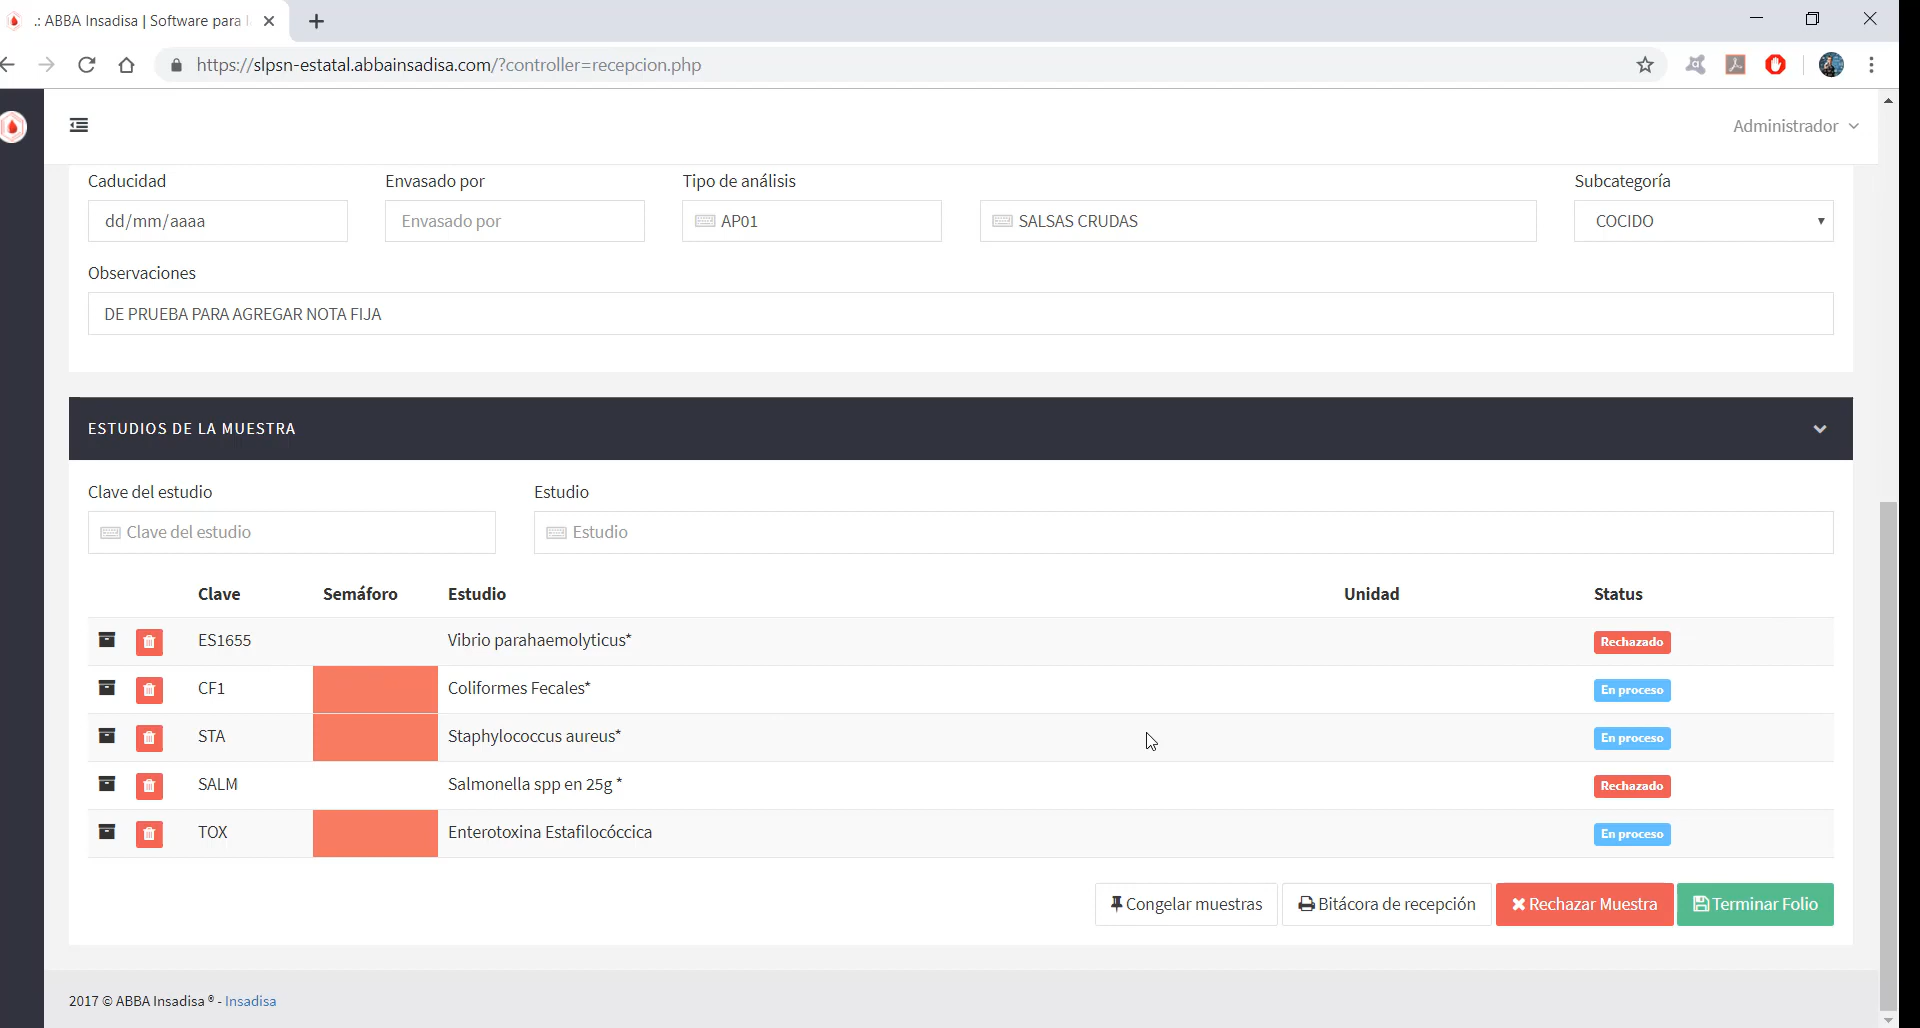 .: ABBA Insadisa | Software para
https://slpsn-estatal.abbainsadisa.com/?controller=recepcion.php
Administrador
Caducidad Envasado por Tipo de análisis Subcategoría
dd/mm/aaaa Envasado por AP01 SALSAS CRUDAS COCIDO
Observaciones
DE PRUEBA PARA AGREGAR NOTA FIJA
ESTUDIOS DE LA MUESTRA
Clave del estudio Estudio
Clave del estudio Estudio
Clave Semáforo Estudio Unidad Status
ES1655 Vibrio parahaemolyticus* Rechazado
CF1 Coliformes Fecales* En proceso
STA Staphylococcus aureus* En proceso
SALM Salmonella spp en 25g * Rechazado
TOX Enterotoxina Estafilocóccica En proceso
Congelar muestras Bitácora de recepción Rechazar Muestra Terminar Folio
2017 © ABBA Insadisa ® - Insadisa